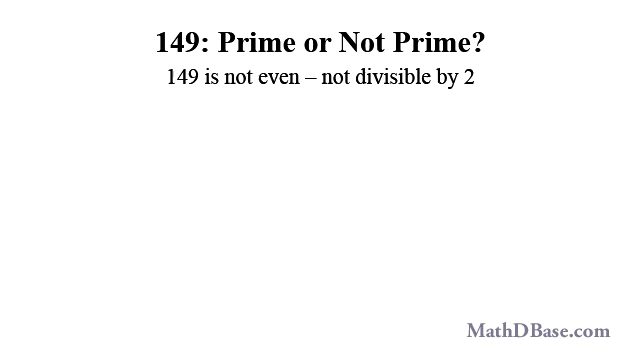 149: Prime or Not Prime?
149 is not even – not divisible by 2
MathDBase.com